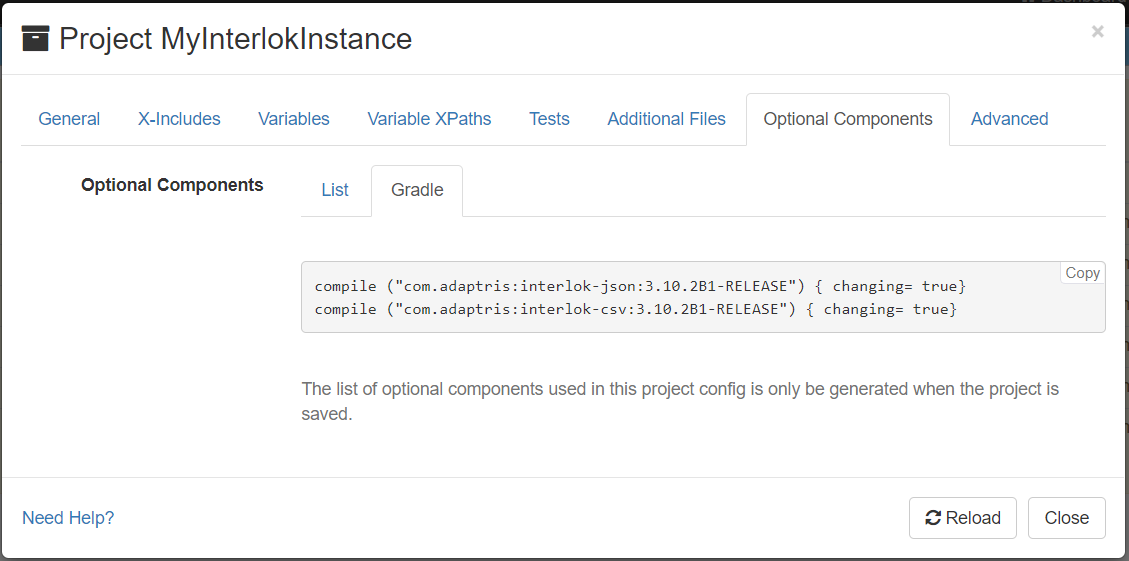 Project MyInterlokInstance
×
General X-Includes Variables Variable XPaths Tests Additional Files Optional Components Advanced
Optional Components List Gradle
Copy
compile ("com.adaptris:interlok-json:3.10.2B1-RELEASE") { changing= true}
compile ("com.adaptris:interlok-csv:3.10.2B1-RELEASE") { changing= true}
The list of optional components used in this project config is only be generated when the project is
saved.
Need Help? Reload Close